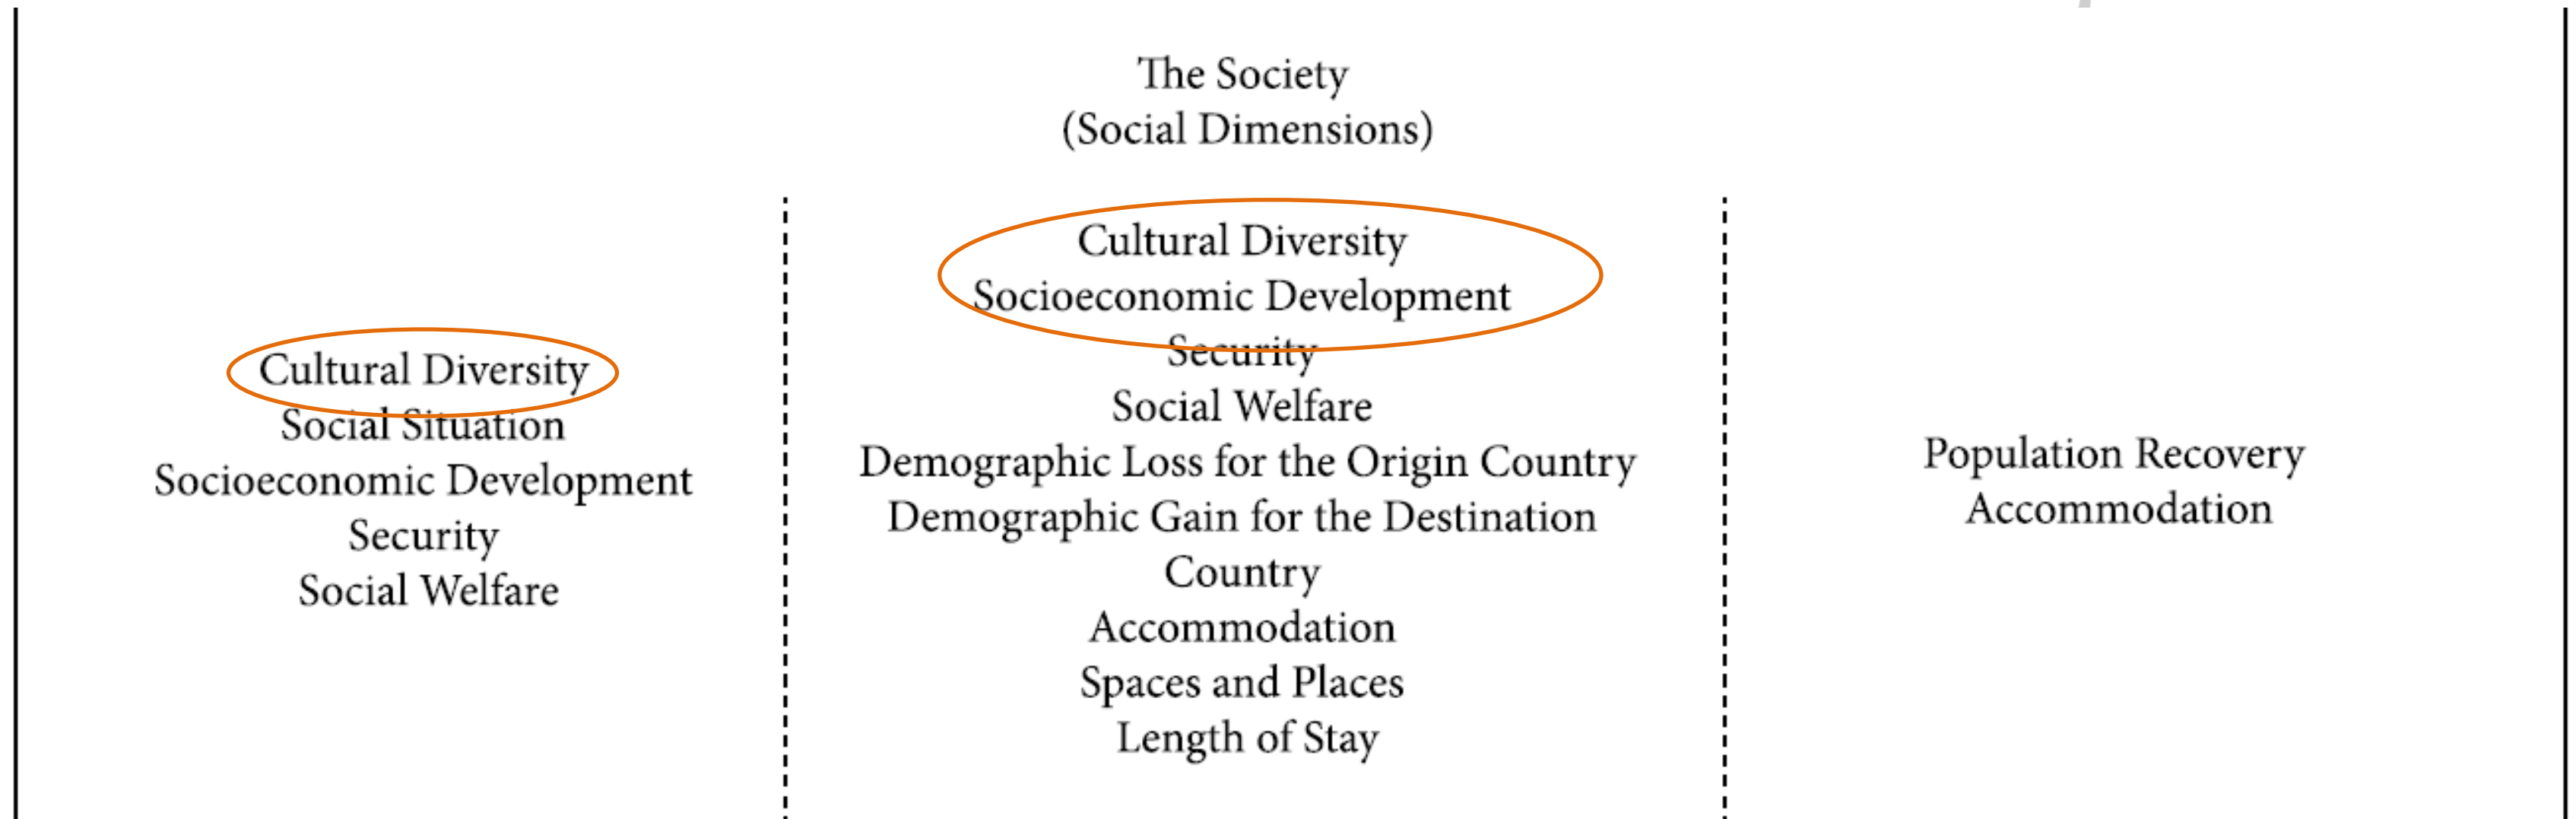 The Society
(Social Dimensions)
Cultural Diversity
Social Situation
Socioeconomic Development
Security
Social Welfare
Cultural Diversity
Socioeconomic Development
Security
Social Welfare
Demographic Loss for the Origin Country
Demographic Gain for the Destination
Country
Accommodation
Spaces and Places
Length of Stay
Population Recovery
Accommodation